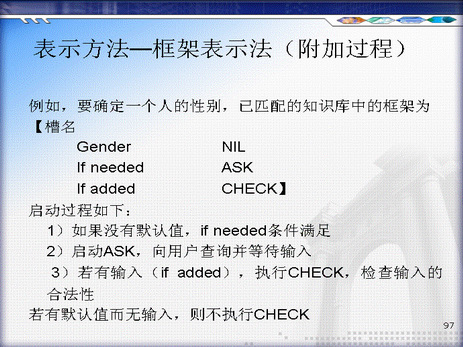 表示方法—框架表示法（附加过程）
例如，要确定一个人的性别，已匹配的知识库中的框架为
【槽名
Gender NIL
If needed ASK
If added CHECK】
启动过程如下：
1）如果没有默认值，if needed条件满足
2）启动ASK，向用户查询并等待输入
3）若有输入（if added），执行CHECK，检查输入的
合法性
若有默认值而无输入，则不执行CHECK
97